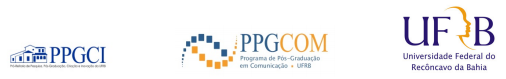 PPGCI
PPGCOM
Programa de Pós-Graduação
em Comunicação • UFRB
UFRB
Universidade Federal do
Recôncavo da Bahia